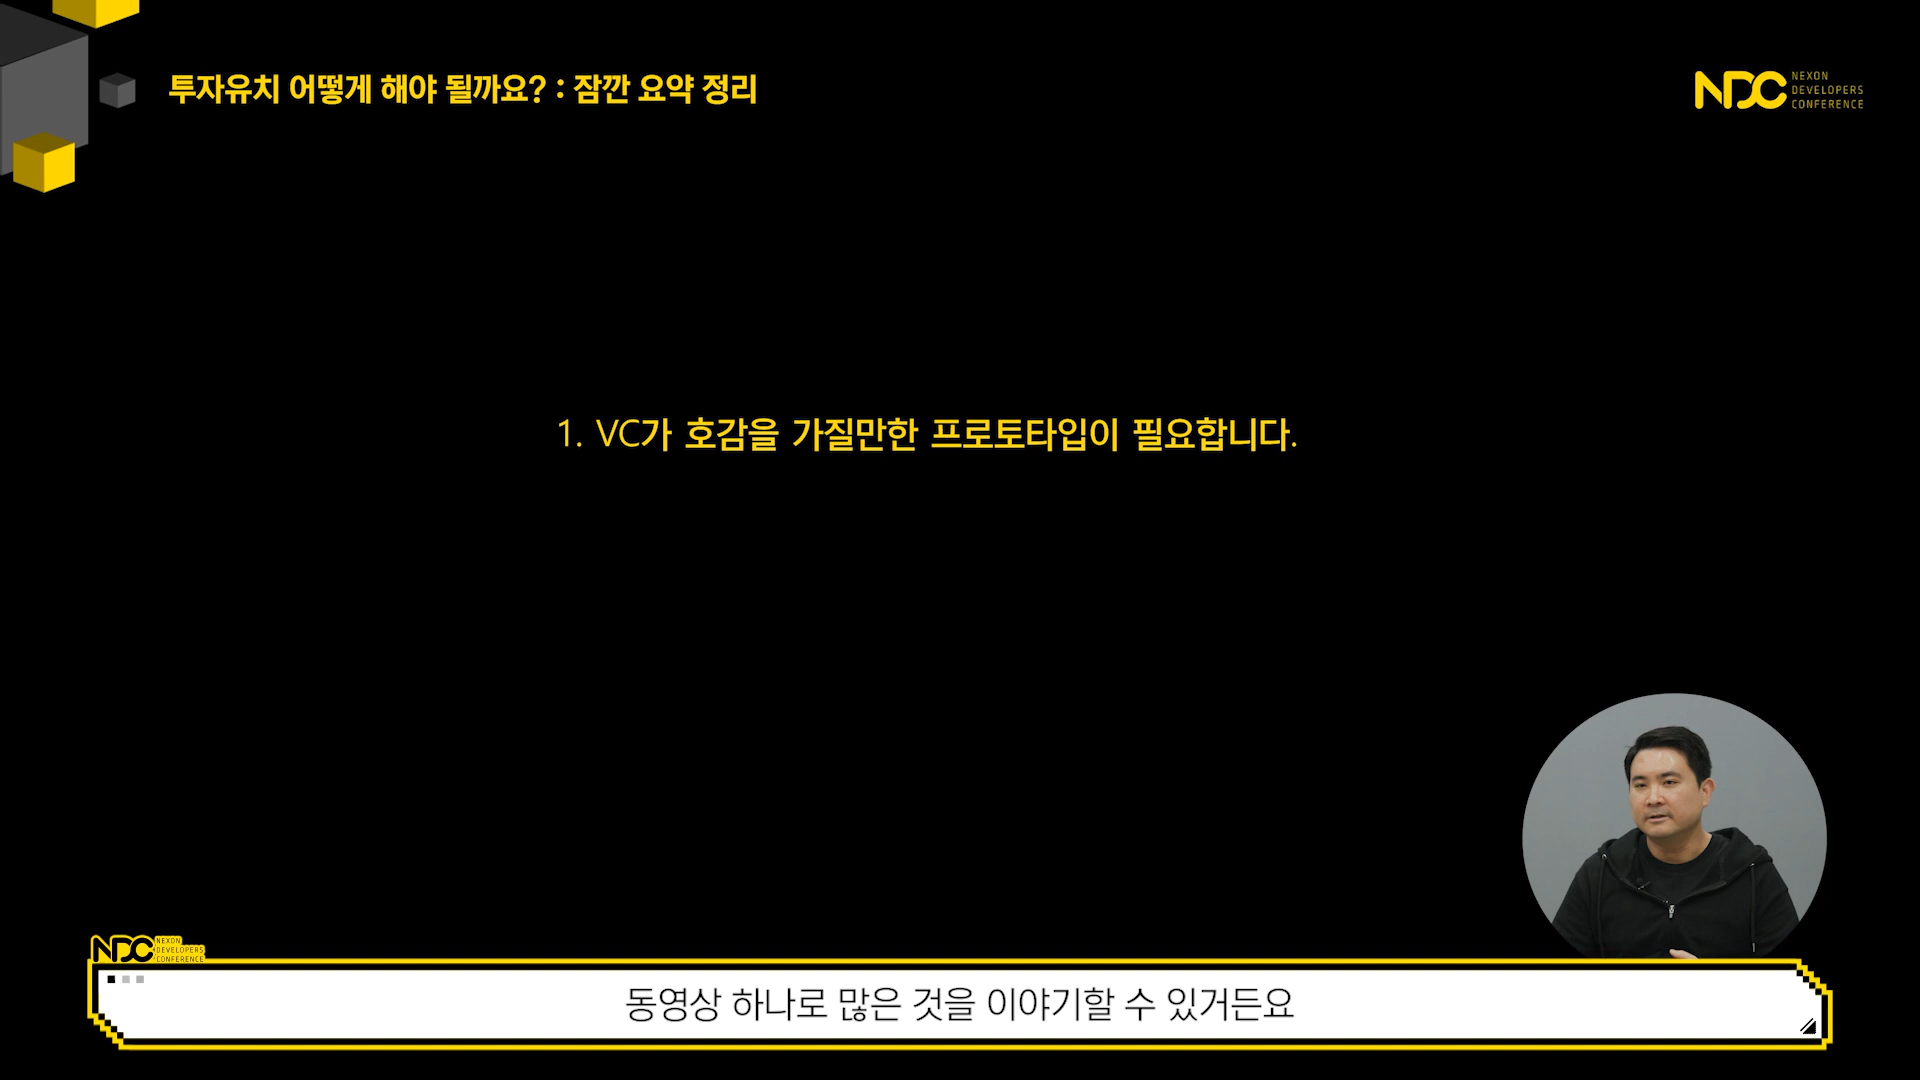 투자유치 어떻게 해야 될까요? : 잠깐 요약 정리
NDC NEXON
DEVELOPERS
CONFERENCE
1. VC가 호감을 가질만한 프로토타입이 필요합니다.
NDC NEXON
DEVELOPERS
CONFERENCE
동영상 하나로 많은 것을 이야기할 수 있거든요